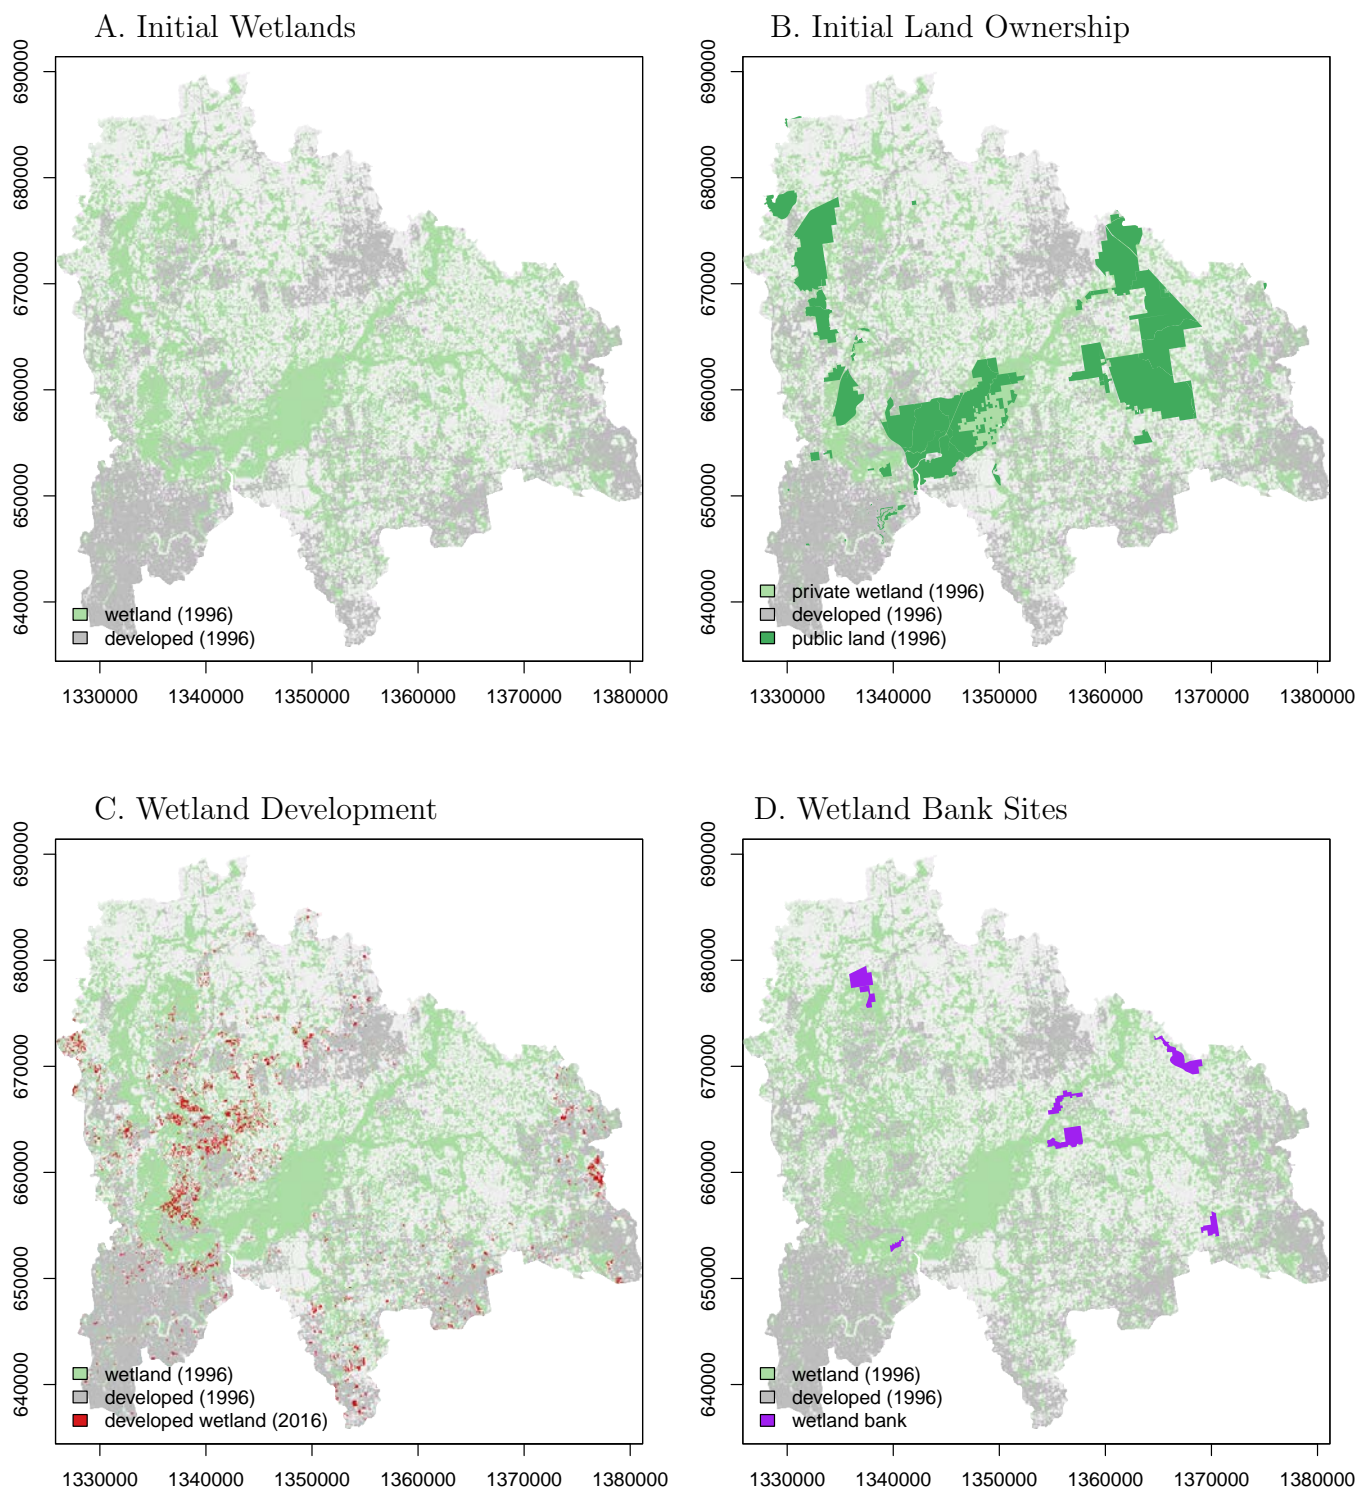 A. Initial Wetlands
690000
680000
670000
660000
650000
640000
wetland (1996)
developed (1996)
1330000 1340000 1350000 1360000 1370000 1380000
B. Initial Land Ownership
690000
680000
670000
660000
650000
640000
private wetland (1996)
developed (1996)
public land (1996)
1330000 1340000 1350000 1360000 1370000 1380000
C. Wetland Development
690000
680000
670000
660000
650000
640000
wetland (1996)
developed (1996)
developed wetland (2016)
1330000 1340000 1350000 1360000 1370000 1380000
D. Wetland Bank Sites
690000
680000
670000
660000
650000
640000
wetland (1996)
developed (1996)
wetland bank
1330000 1340000 1350000 1360000 1370000 1380000